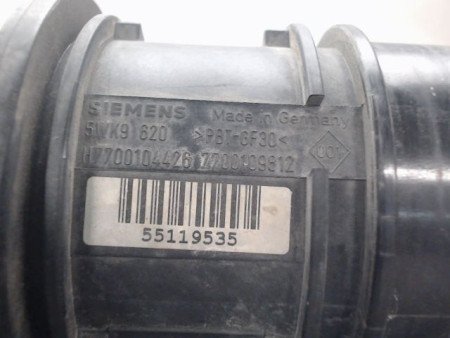 SIEMENS Made in Germany
5WK9 620 >PBT-GF30<
7700104426 7700109812
55119535